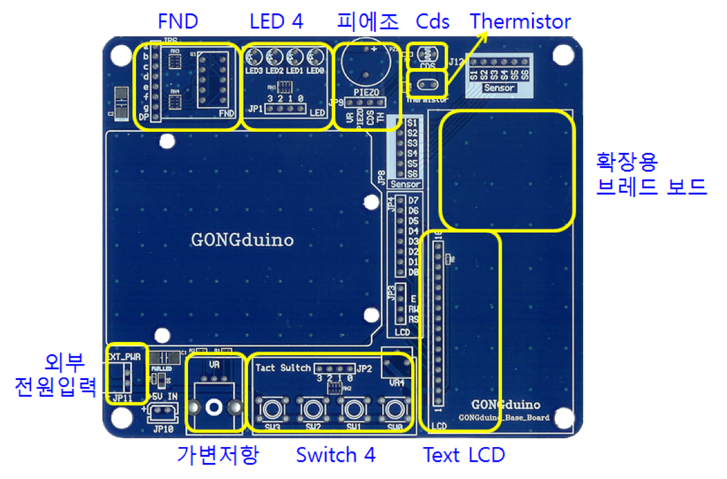 FND
LED 4
피에조
Cds
Thermistor
JP6
a
b
c
d
e
f
g
DP
FND
LED3 LED2 LED1 LED0
3 2 1 0
JP1
LED
PIEZO
JP9
VR
PIEZO
CDS
TH
CDS
Thermistor
J12
S1 S2 S3 S4 S5 S6
Sensor
S1
S2
S3
S4
S5
S6
JP8
Sensor
확장용
브레드 보드
GONGduino
JP4
D7
D6
D5
D4
D3
D2
D1
D0
JP3
E
RW
RS
LCD
16
1
LCD
외부
전원입력
EXT_PWR
JP11
+5V IN
JP10
VR
Tact Switch
JP2
3 2 1 0
SW3 SW2 SW1 SW0
VR4
GONGduino
GONGduino_Base_Board
가변저항
Switch 4
Text LCD